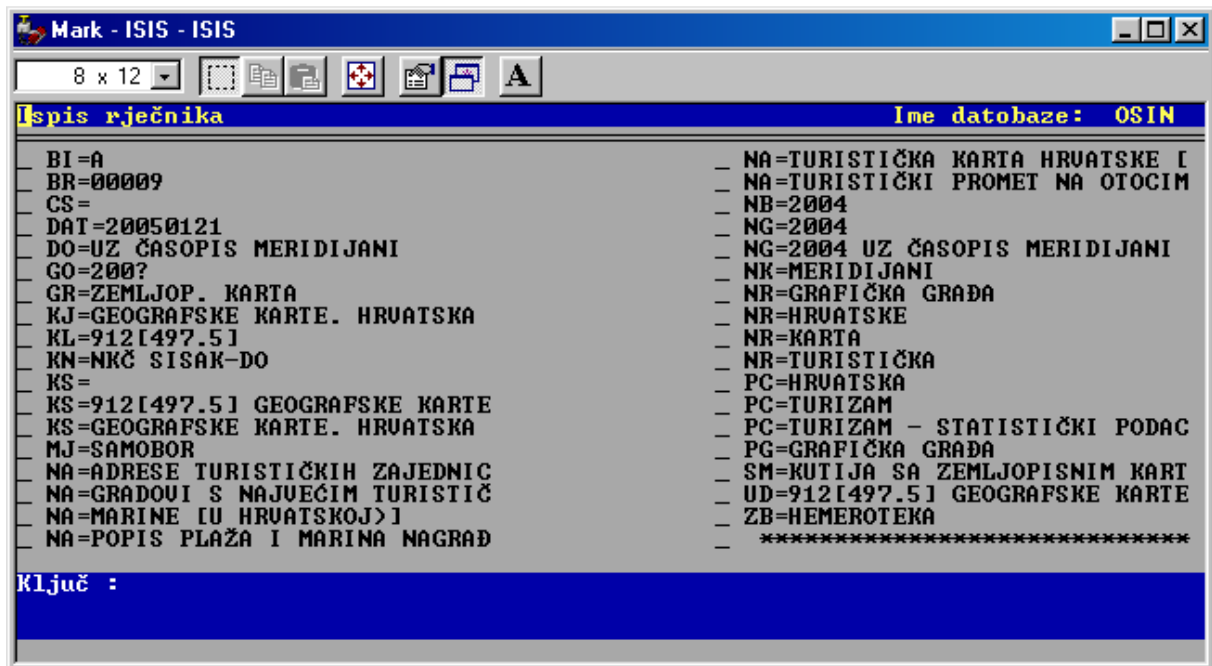 Mark - ISIS - ISIS
8 x 12
A
Ispis rječnika Ime datobaze: OSIN
_ BI=A
_ BR=00009
_ CS=
_ DAT=20050121
_ DO=UZ ČASOPIS MERIDIJANI
_ GO=200?
_ GR=ZEMLJOP. KARTA
_ KJ=GEOGRAFSKE KARTE. HRVATSKA
_ KL=912[497.5]
_ KN=NKČ SISAK-DO
_ KS=
_ KS=912[497.5] GEOGRAFSKE KARTE
_ KS=GEOGRAFSKE KARTE. HRVATSKA
_ MJ=SAMOBOR
_ NA=ADRESE TURISTIČKIH ZAJEDNIC
_ NA=GRADOVI S NAJVEĆIM TURISTIČ
_ NA=MARINE [U HRVATSKOJ>]
_ NA=POPIS PLAŽA I MARINA NAGRAĐ
_ NA=TURISTIČKA KARTA HRVATSKE [
_ NA=TURISTIČKI PROMET NA OTOCIM
_ NB=2004
_ NG=2004
_ NG=2004 UZ ČASOPIS MERIDIJANI
_ NK=MERIDIJANI
_ NR=GRAFIČKA GRAĐA
_ NR=HRVATSKE
_ NR=KARTA
_ NR=TURISTIČKA
_ PC=HRVATSKA
_ PC=TURIZAM
_ PC=TURIZAM - STATISTIČKI PODAC
_ PG=GRAFIČKA GRAĐA
_ SM=KUTIJA SA ZEMLJOPISNIM KART
_ UD=912[497.5] GEOGRAFSKE KARTE
_ ZB=HEMEROTEKA
_ *****************************
Ključ :